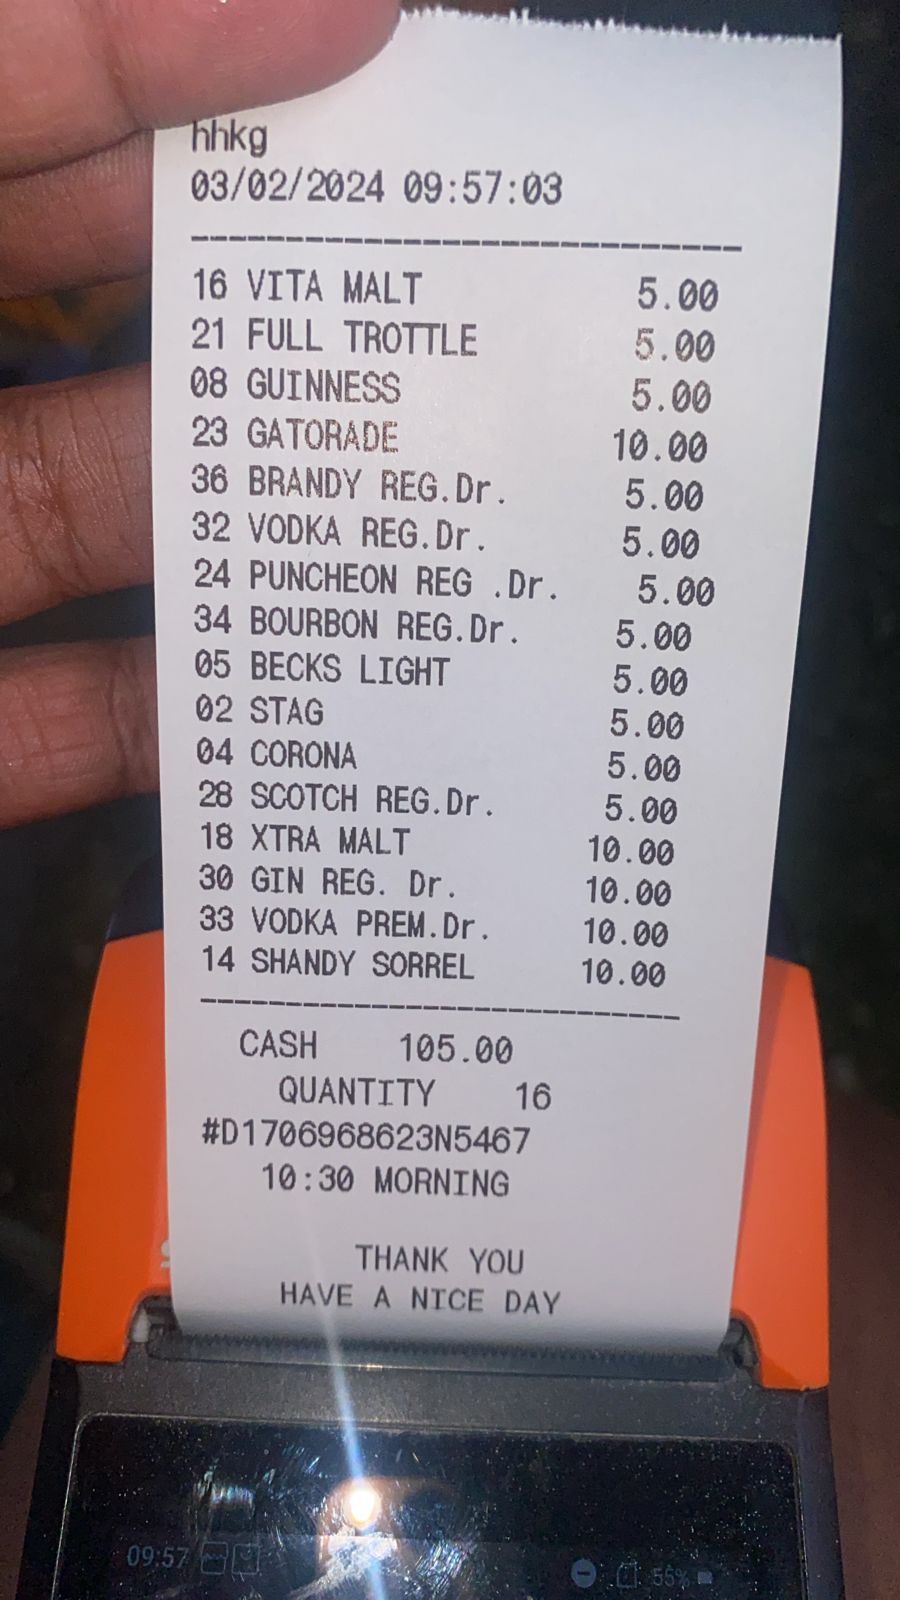 hhkg
03/02/2024 09:57:03
----------------------------
16 VITA MALT 5.00
21 FULL TROTTLE 5.00
08 GUINNESS 5.00
23 GATORADE 10.00
36 BRANDY REG.Dr. 5.00
32 VODKA REG.Dr. 5.00
24 PUNCHEON REG .Dr. 5.00
34 BOURBON REG.Dr. 5.00
05 BECKS LIGHT 5.00
02 STAG 5.00
04 CORONA 5.00
28 SCOTCH REG.Dr. 5.00
18 XTRA MALT 10.00
30 GIN REG. Dr. 10.00
33 VODKA PREM.Dr. 10.00
14 SHANDY SORREL 10.00
----------------------------
CASH 105.00
QUANTITY 16
#D1706968623N5467
10:30 MORNING
THANK YOU
HAVE A NICE DAY
09:57 55%